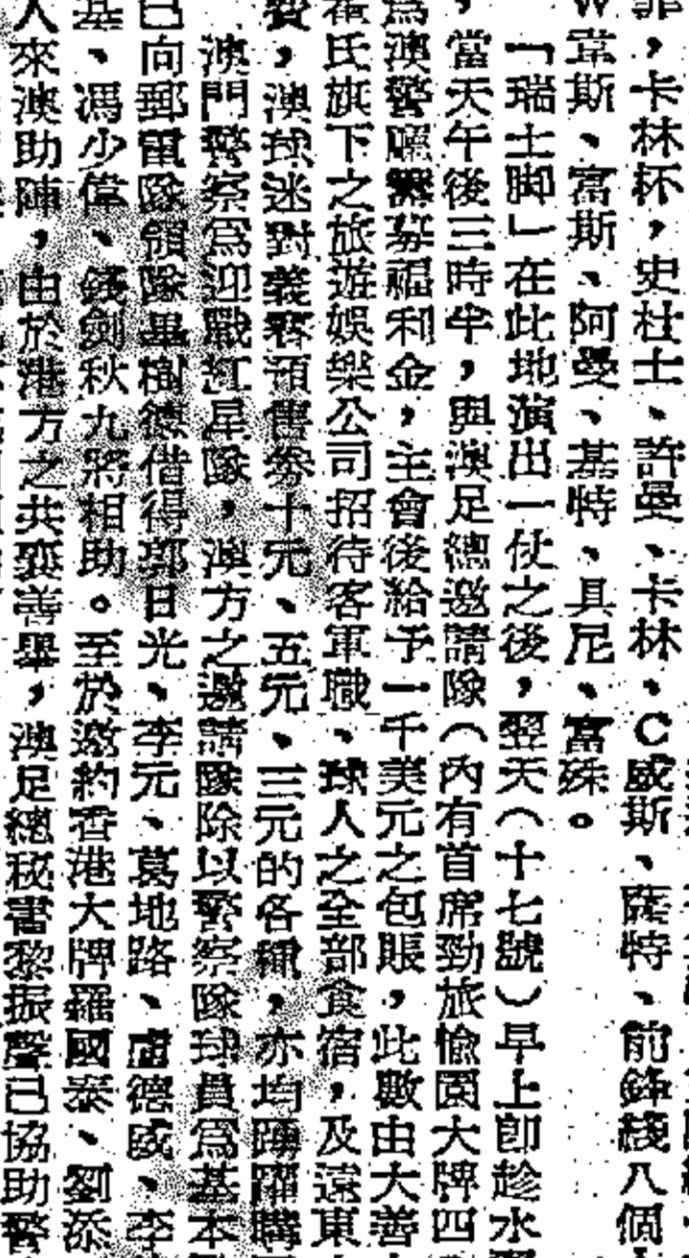 罪，卡林杯，史杜士、許曼、卡林、C威斯、薩特、前鋒綫八個
W韋斯、富斯、阿曼、基特、具尼、富殊。
「瑞士脚」在此地演出一仗之後，翌天（十七號）早上卽趁水
，當天午後三時半，與澳足總邀請隊（內有首席勁旅愉園大牌四
爲澳警籌募福利金，主會後給予一千美元之包賬，此數由大善
霍氏旗下之旅遊娛樂公司招待客軍職、球人之全部食宿，及遠東
費，澳球迷對義賽預售券十元、五元、三元的各種，亦均踴躍購
澳門警察爲迎戰紅星隊，澳方之邀請隊除以警察隊球員爲基本
已向郵電隊領隊畢樹德借得郭日光、李元、葛地路、盧德威、李
基、馮少偉、錢劍秋九將相助。至於邀約香港大牌羅國泰、劉添
人來澳助陣，由於港方之共襄善舉，澳足總秘書黎振聲已協助警